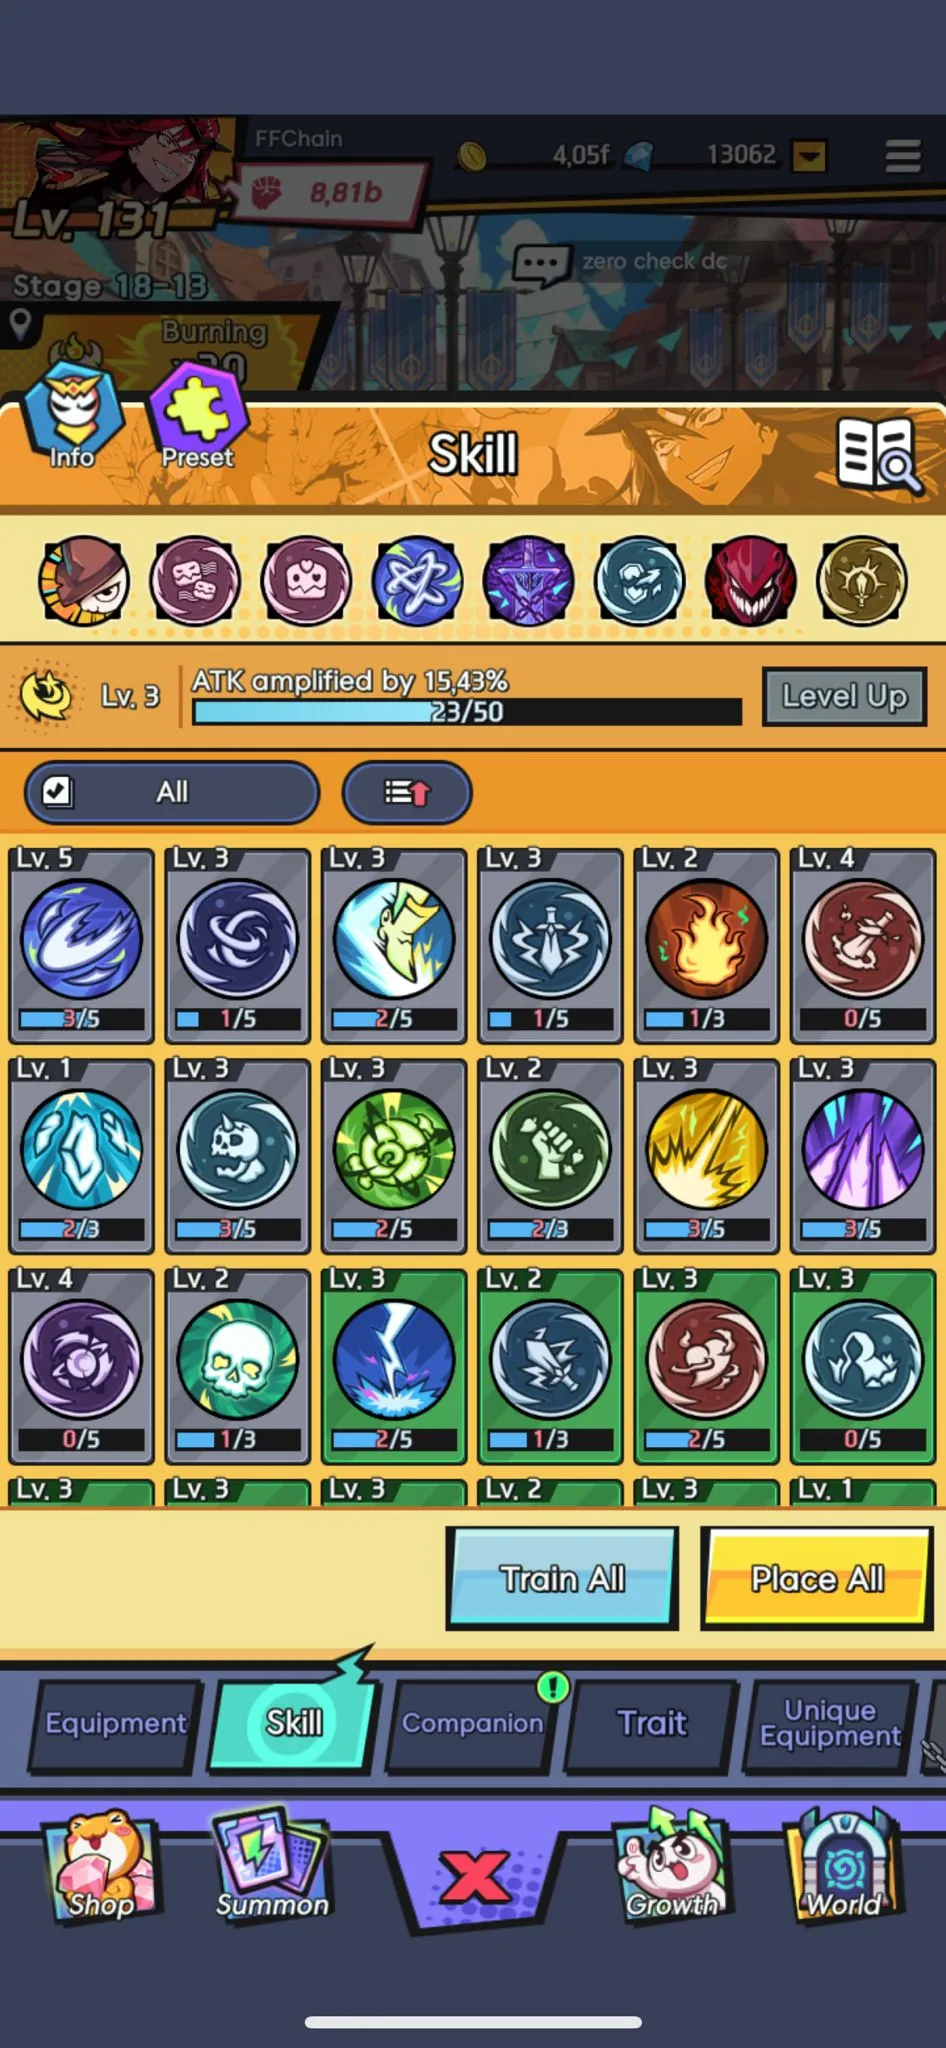 FFChain
4,05f
13062
8,81b
Lv. 131
zero check dc
Stage 18-13
Burning
Info
Preset
Skill
Lv. 3
ATK amplified by 15,43%
23/50
Level Up
All
Lv. 5
Lv. 3
Lv. 3
Lv. 3
Lv. 2
Lv. 4
3/5
1/5
2/5
1/5
1/3
0/5
Lv. 1
Lv. 3
Lv. 3
Lv. 2
Lv. 3
Lv. 3
2/3
3/5
2/5
2/3
3/5
3/5
Lv. 4
Lv. 2
Lv. 3
Lv. 2
Lv. 3
Lv. 3
0/5
1/3
2/5
1/3
2/5
0/5
Lv. 3
Lv. 3
Lv. 3
Lv. 2
Lv. 3
Lv. 1
Train All
Place All
Equipment
Skill
Companion
Trait
Unique
Equipment
Shop
Summon
Growth
World